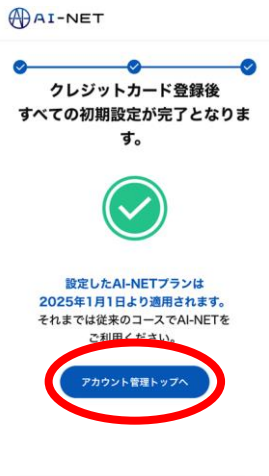 AI-NET
クレジットカード登録後
すべての初期設定が完了となりま
す。
設定したAI-NETプランは
2025年1月1日より適用されます。
それまでは従来のコースでAI-NETを
ご利用ください。
アカウント管理トップへ